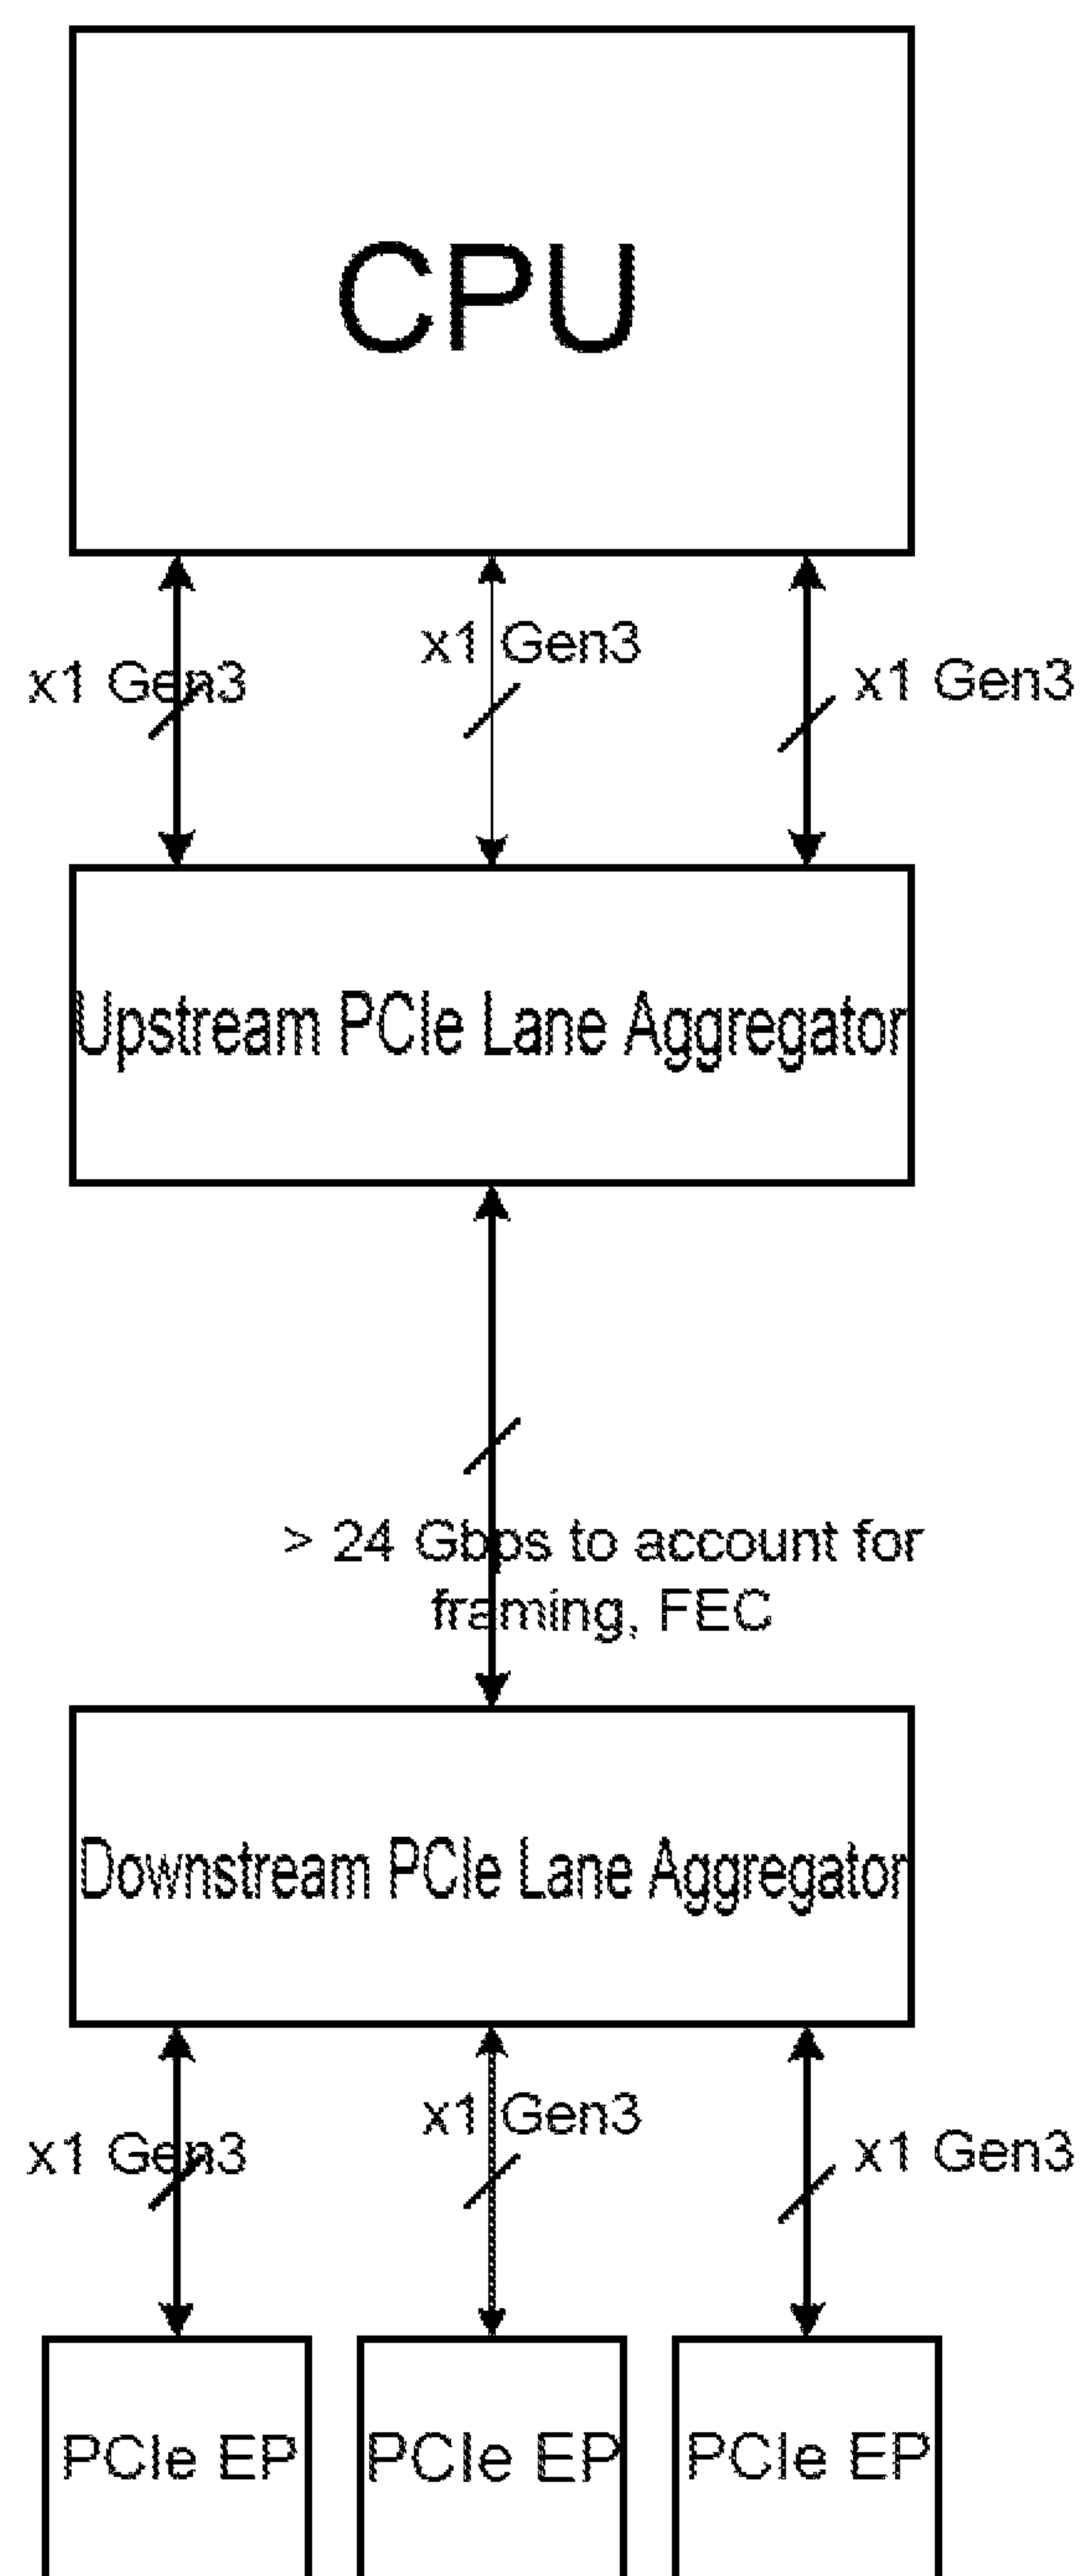 CPU
x1 Gen3
x1 Gen3
x1 Gen3
Upstream PCIe Lane Aggregator
> 24 Gbps to account for
framing, FEC
Downstream PCIe Lane Aggregator
x1 Gen3
x1 Gen3
x1 Gen3
PCIe EP
PCIe EP
PCIe EP